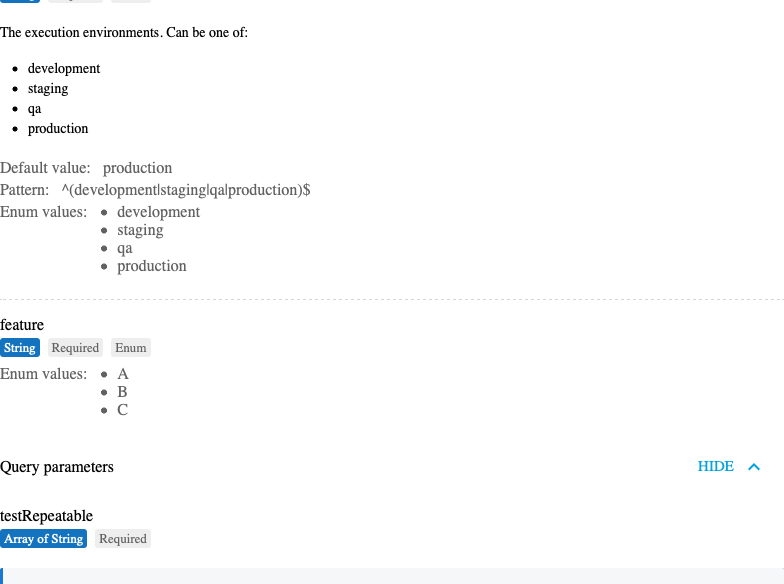 The execution environments. Can be one of:
development
staging
qa
production
Default value: production
Pattern: ^(development|staging|qa|production)$
Enum values:
development
staging
qa
production
feature
String Required Enum
Enum values:
A
B
C
Query parameters HIDE
testRepeatable
Array of String Required